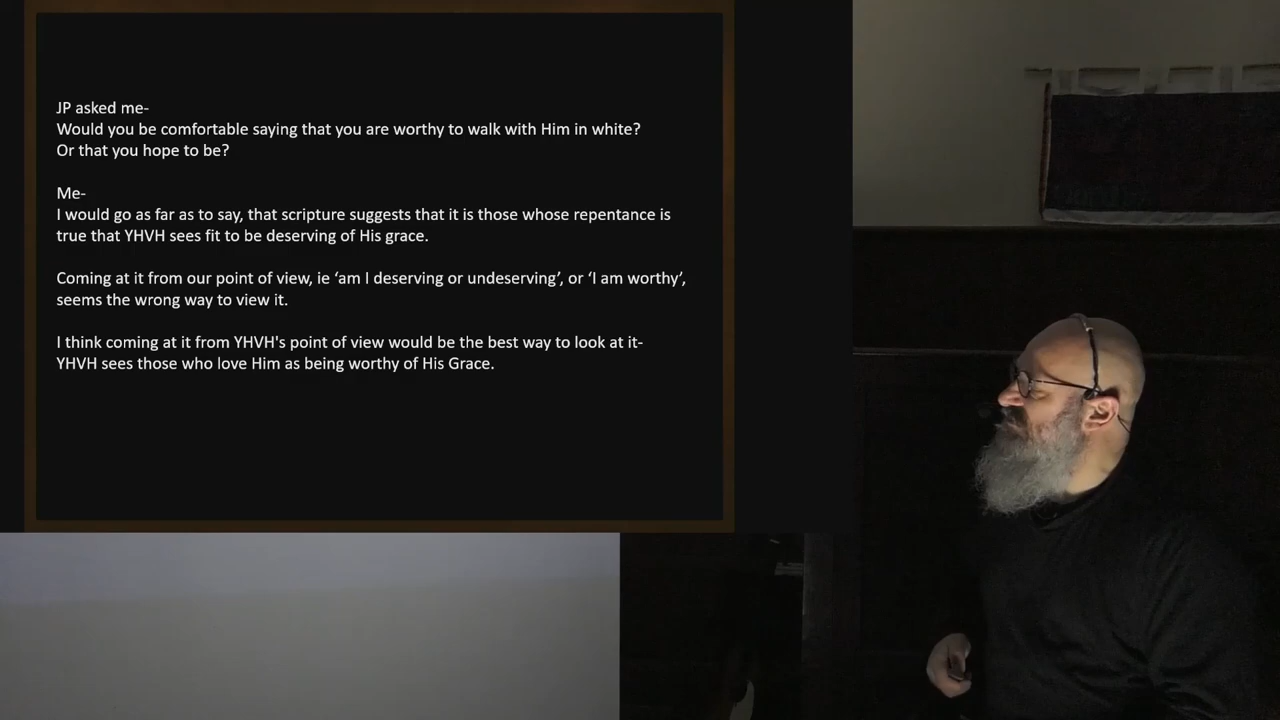 JP asked me-
Would you be comfortable saying that you are worthy to walk with Him in white?
Or that you hope to be?
Me-
I would go as far as to say, that scripture suggests that it is those whose repentance is
true that YHVH sees fit to be deserving of His grace.
Coming at it from our point of view, ie ‘am I deserving or undeserving’, or ‘I am worthy’,
seems the wrong way to view it.
I think coming at it from YHVH's point of view would be the best way to look at it-
YHVH sees those who love Him as being worthy of His Grace.